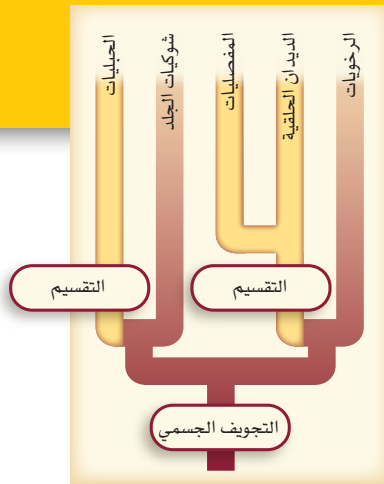 الرخويات
الديدان الحلقية
المفصليات
شوكيات الجلد
الحبليات
التقسيم
التقسيم
التجويف الجسمي